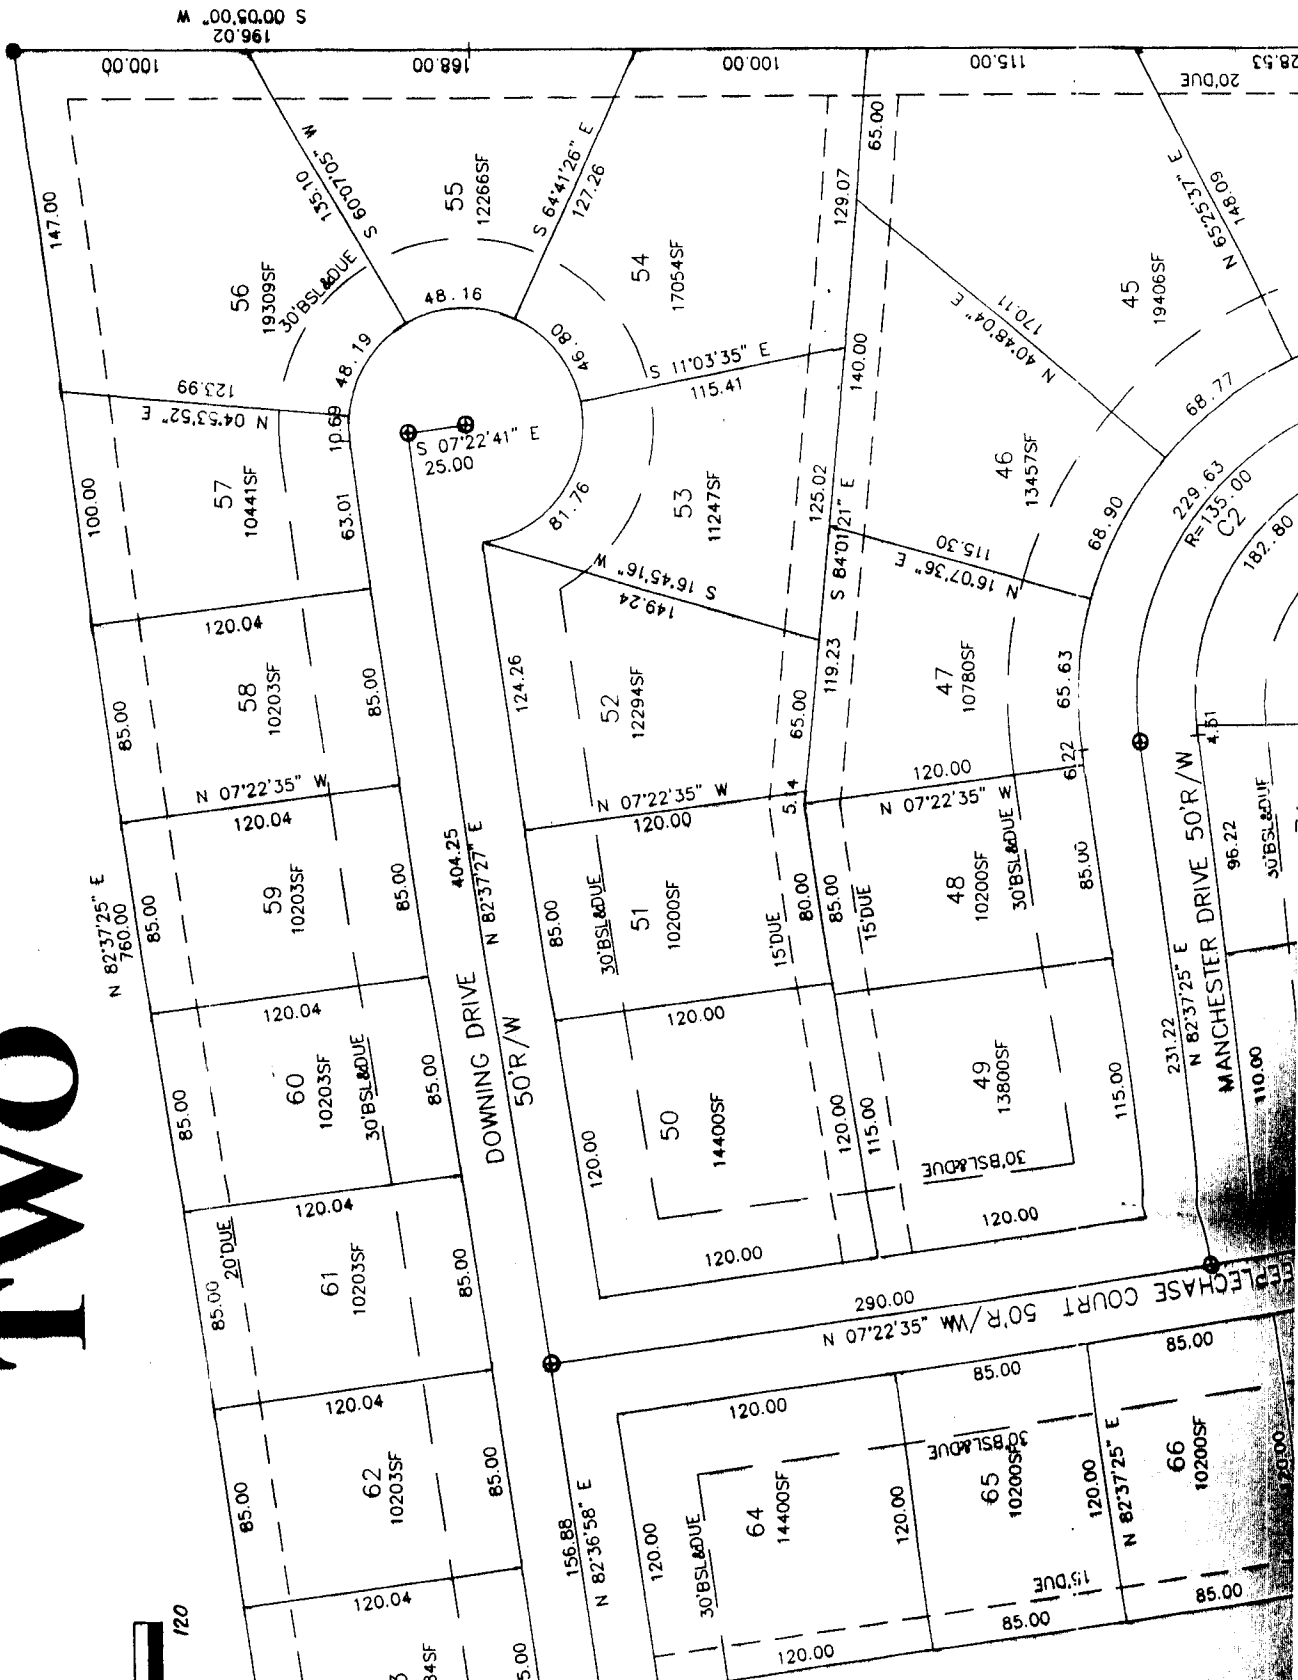 S 00°05'00" W
196.02
100.00
168.00
100.00
115.00
28.53
20'DUE
147.00
S 60°07'05" W
135.10
55
12266SF
S 64°41'26" E
127.26
65.00
129.07
N 65°25'37" E
148.09
56
19309SF
30'BSL&DUE
54
17054SF
45
19406SF
N 40°48'04" E
170.11
48.16
48.19
46.80
S 11°03'35" E
115.41
140.00
68.77
123.99
N 04°53'52" E
10.69
S 07°22'41" E
25.00
57
10441SF
100.00
63.01
81.76
53
11247SF
125.02
S 84°01'21" E
46
13457SF
68.90
229.63
R=135.00
C2
182.80
115.30
N 16°07'36" E
S 16°45'16" W
149.24
120.04
58
10203SF
85.00
85.00
124.26
52
12294SF
119.23
65.00
47
10780SF
65.63
6.22
4.51
N 07°22'35" W
120.04
N 07°22'35" W
120.00
5.14
120.00
N 07°22'35" W
404.25
N 82°37'27" E
N 82°37'25" E
760.00
85.00
59
10203SF
85.00
85.00
30'BSL&DUE
51
10200SF
15'DUE
80.00
85.00
15'DUE
48
10200SF
30'BSL&DUE
85.00
96.22
30'BSL&DUE
MANCHESTER DRIVE 50'R/W
231.22
N 82°37'25" E
110.00
120.04
60
10203SF
30'BSL&DUE
85.00
85.00
DOWNING DRIVE
50'R/W
120.00
50
14400SF
120.00
120.00
115.00
49
13800SF
115.00
30'BSL&DUE
TWO
120.04
20'DUE
85.00
61
10203SF
85.00
120.00
120.00
290.00
N 07°22'35" W
50'R/W
COURT
120.04
62
10203SF
85.00
85.00
156.88
N 82°36'58" E
120.00
30'BSL&DUE
120.00
64
14400SF
120.00
85.00
30'BSL&DUE
65
10200SF
120.00
N 82°37'25" E
85.00
66
10200SF
120.00
15'DUE
85.00
85.00
120.00
120.04
120